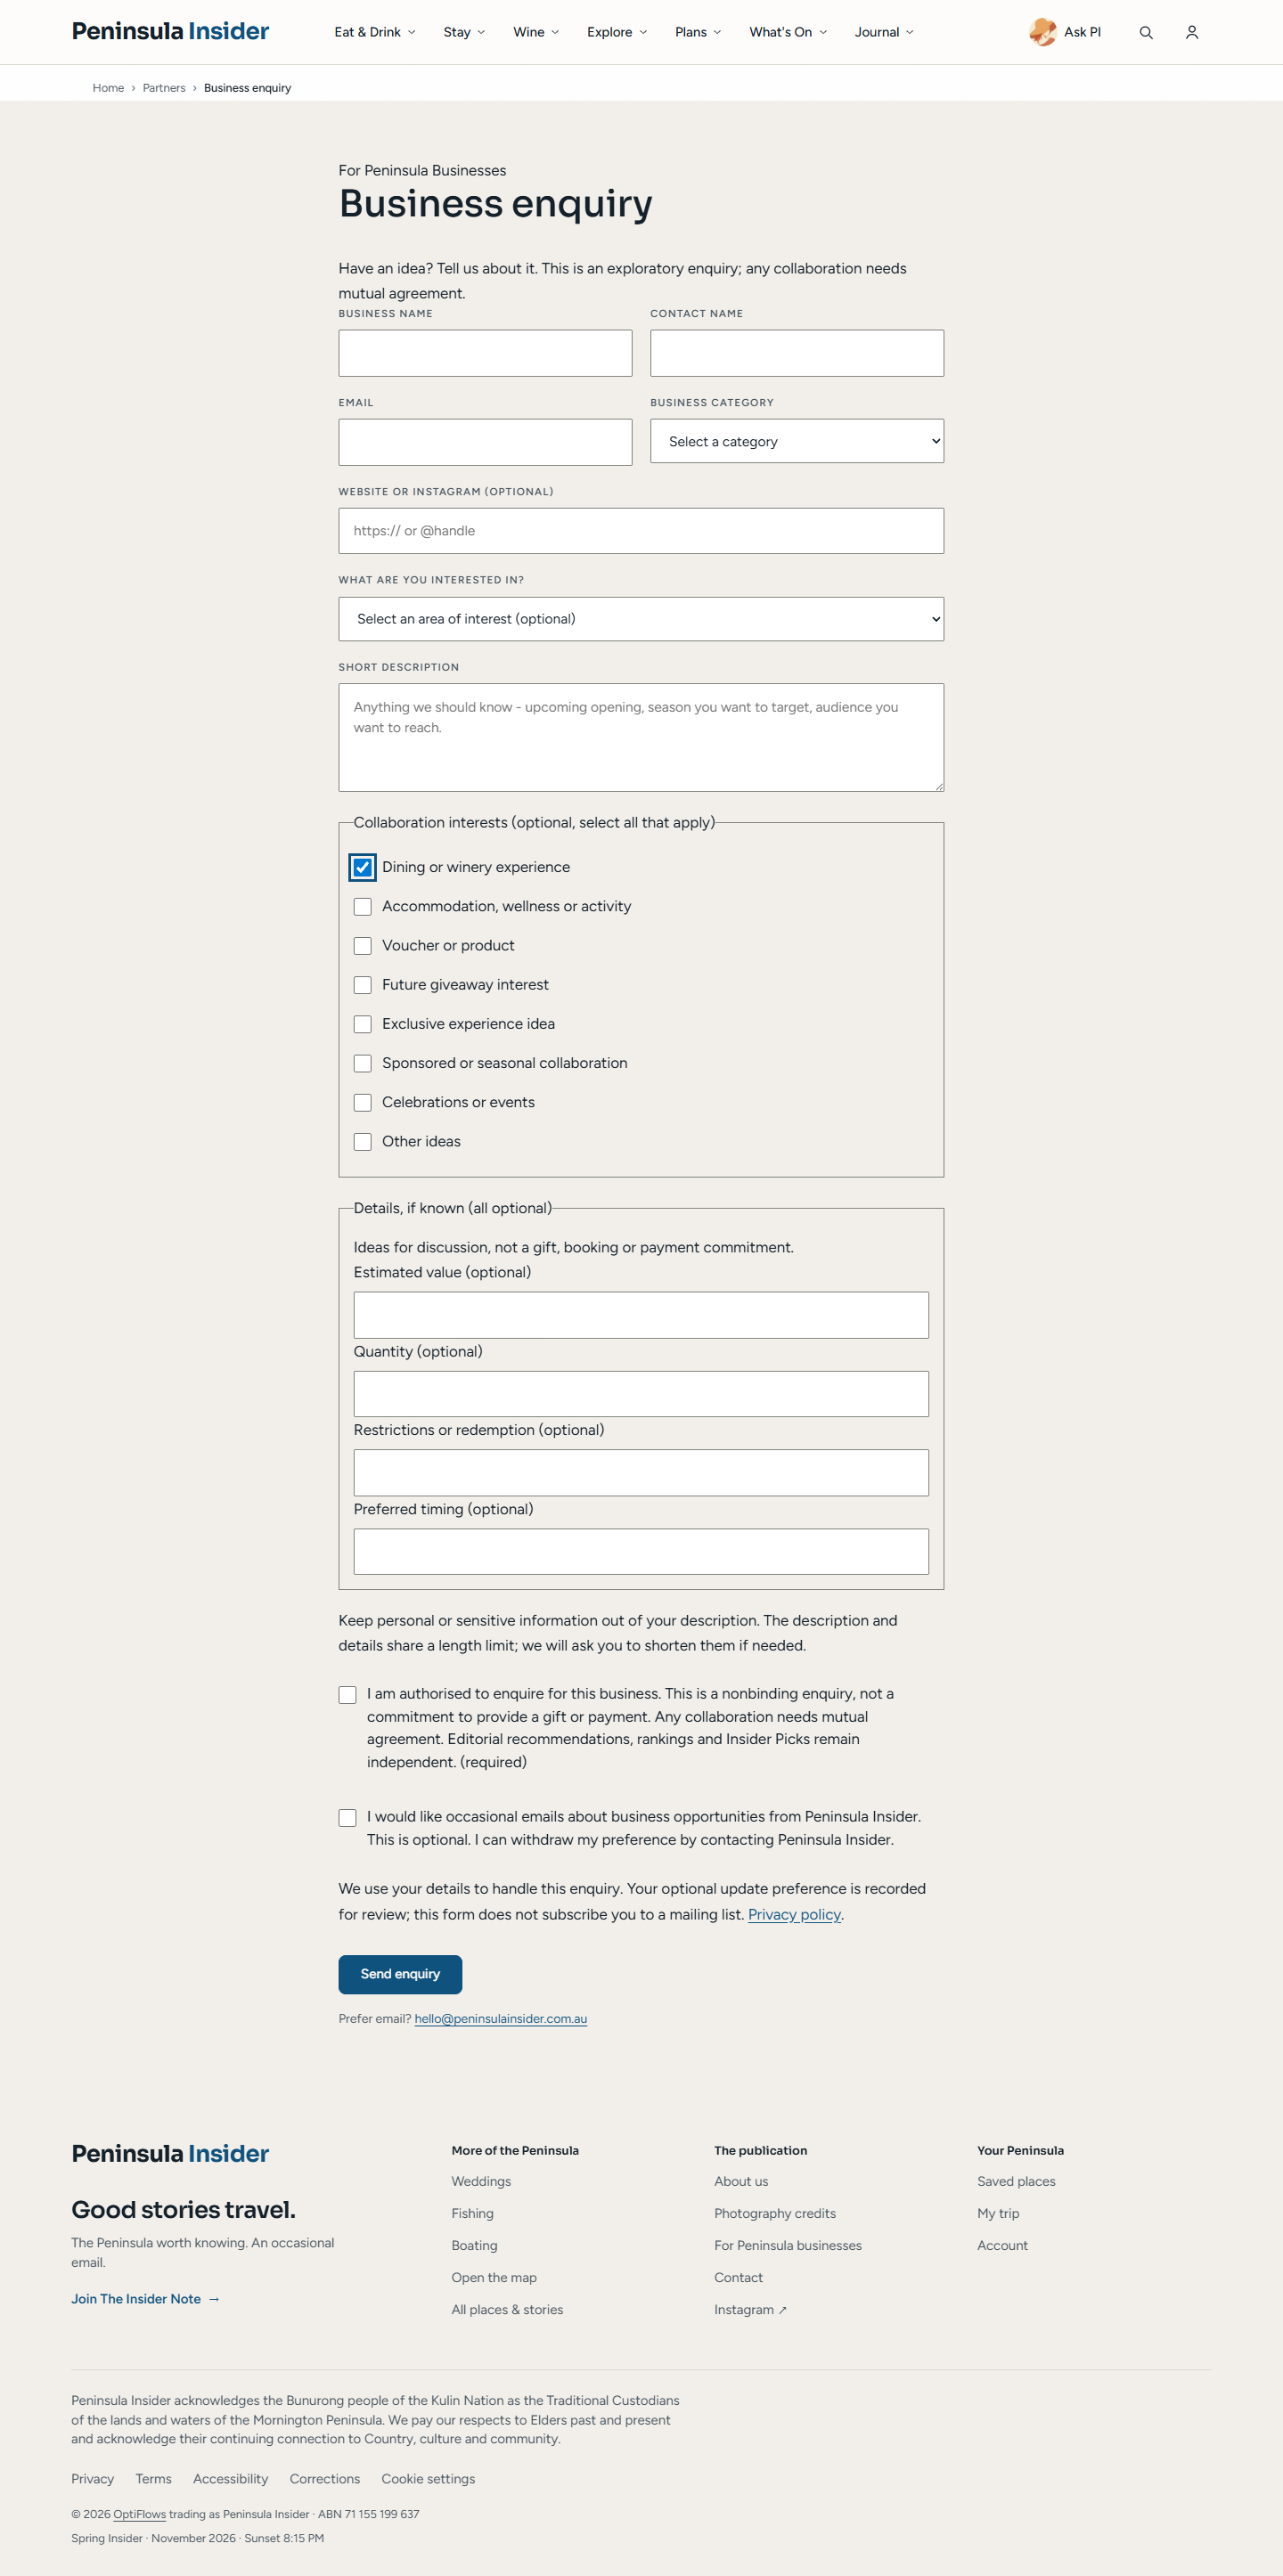 Peninsula Insider
Eat & Drink
Stay
Wine
Explore
Plans
What's On
Journal
Ask PI
Home › Partners › Business enquiry
For Peninsula Businesses
Business enquiry
Have an idea? Tell us about it. This is an exploratory enquiry; any collaboration needs
mutual agreement.
BUSINESS NAME
CONTACT NAME
EMAIL
BUSINESS CATEGORY
Select a category
WEBSITE OR INSTAGRAM (OPTIONAL)
https:// or @handle
WHAT ARE YOU INTERESTED IN?
Select an area of interest (optional)
SHORT DESCRIPTION
Anything we should know - upcoming opening, season you want to target, audience you
want to reach.
Collaboration interests (optional, select all that apply)
Dining or winery experience
Accommodation, wellness or activity
Voucher or product
Future giveaway interest
Exclusive experience idea
Sponsored or seasonal collaboration
Celebrations or events
Other ideas
Details, if known (all optional)
Ideas for discussion, not a gift, booking or payment commitment.
Estimated value (optional)
Quantity (optional)
Restrictions or redemption (optional)
Preferred timing (optional)
Keep personal or sensitive information out of your description. The description and
details share a length limit; we will ask you to shorten them if needed.
I am authorised to enquire for this business. This is a nonbinding enquiry, not a
commitment to provide a gift or payment. Any collaboration needs mutual
agreement. Editorial recommendations, rankings and Insider Picks remain
independent. (required)
I would like occasional emails about business opportunities from Peninsula Insider.
This is optional. I can withdraw my preference by contacting Peninsula Insider.
We use your details to handle this enquiry. Your optional update preference is recorded
for review; this form does not subscribe you to a mailing list. Privacy policy.
Send enquiry
Prefer email? hello@peninsulainsider.com.au
Peninsula Insider
Good stories travel.
The Peninsula worth knowing. An occasional
email.
Join The Insider Note →
More of the Peninsula
Weddings
Fishing
Boating
Open the map
All places & stories
The publication
About us
Photography credits
For Peninsula businesses
Contact
Instagram ↗
Your Peninsula
Saved places
My trip
Account
Peninsula Insider acknowledges the Bunurong people of the Kulin Nation as the Traditional Custodians
of the lands and waters of the Mornington Peninsula. We pay our respects to Elders past and present
and acknowledge their continuing connection to Country, culture and community.
Privacy
Terms
Accessibility
Corrections
Cookie settings
© 2026 OptiFlows trading as Peninsula Insider · ABN 71 155 199 637
Spring Insider · November 2026 · Sunset 8:15 PM